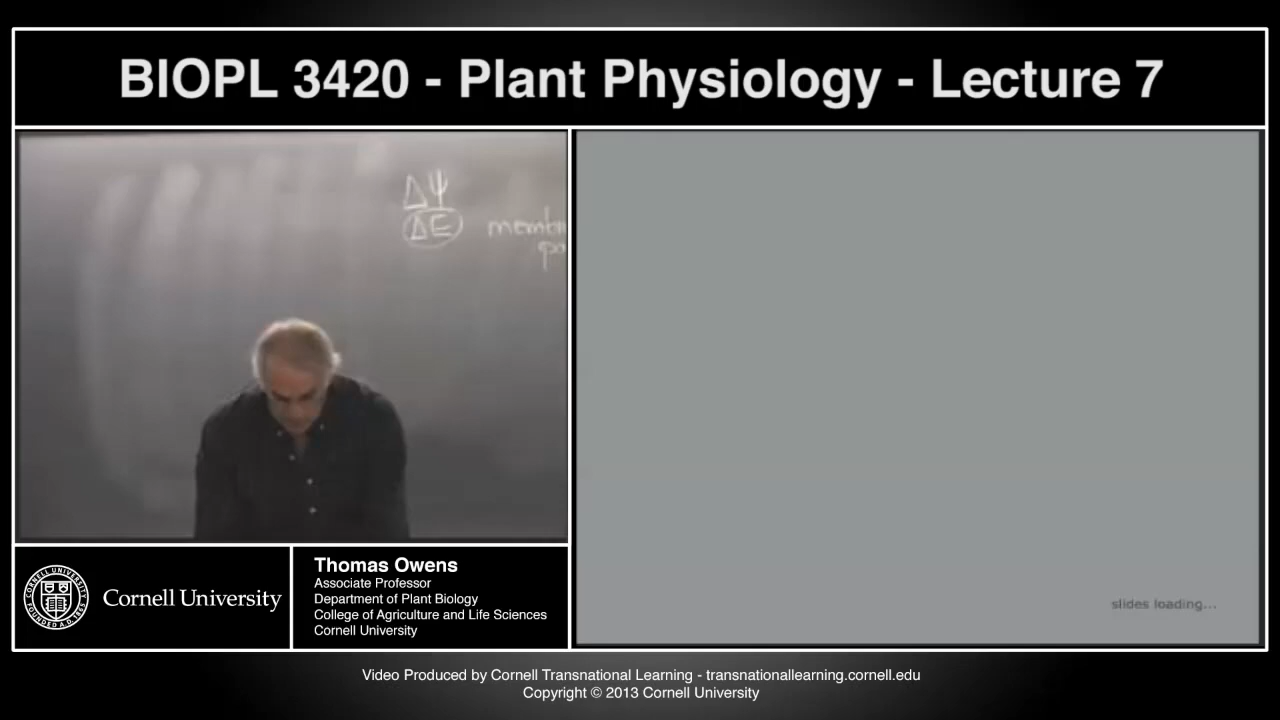 BIOPL 3420 - Plant Physiology - Lecture 7
ΔΨ
ΔE
slides loading...
Cornell University
Thomas Owens
Associate Professor
Department of Plant Biology
College of Agriculture and Life Sciences
Cornell University
Video Produced by Cornell Transnational Learning - transnationallearning.cornell.edu
Copyright © 2013 Cornell University